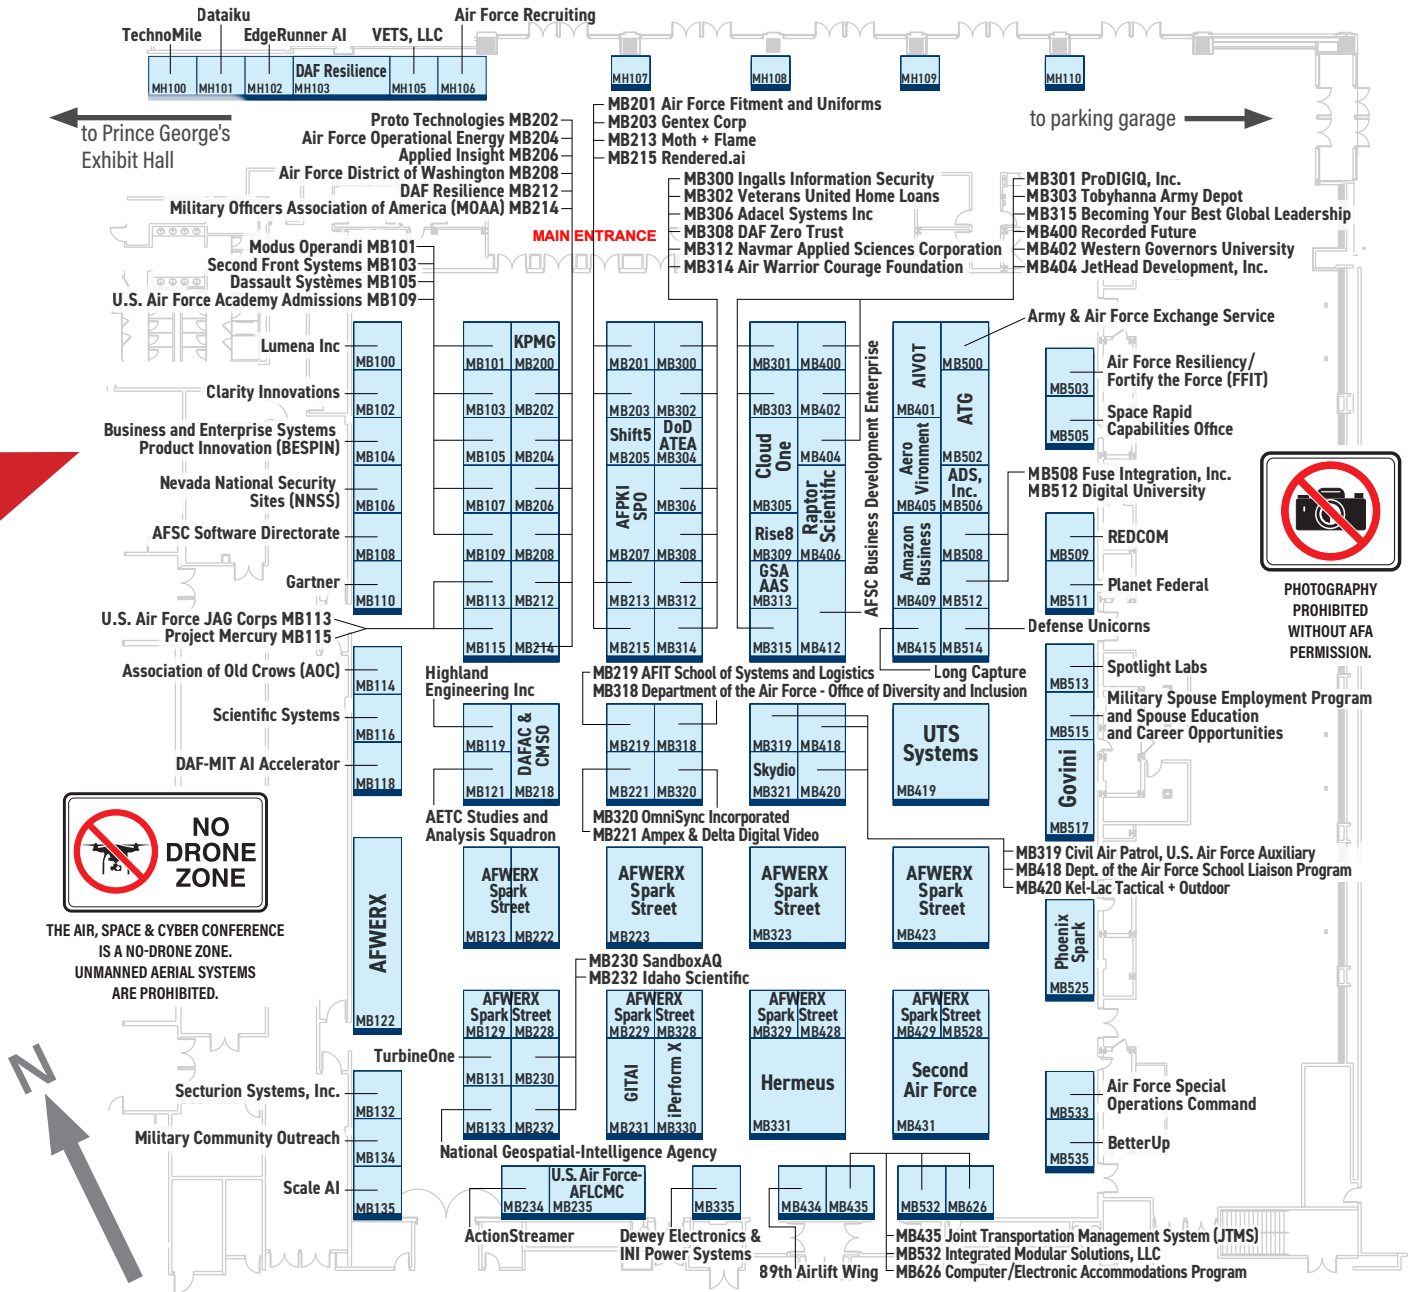 Dataiku
Air Force Recruiting
TechnoMile
EdgeRunner AI
VETS, LLC
DAF Resilience
MH100
MH101
MH102
MH103
MH105
MH106
MH107
MH108
MH109
MH110
to Prince George's
Exhibit Hall
to parking garage
Proto Technologies MB202
Air Force Operational Energy MB204
Applied Insight MB206
Air Force District of Washington MB208
DAF Resilience MB212
Military Officers Association of America (MOAA) MB214
MB201 Air Force Fitment and Uniforms
MB203 Gentex Corp
MB213 Moth + Flame
MB215 Rendered.ai
MB300 Ingalls Information Security
MB302 Veterans United Home Loans
MB306 Adacel Systems Inc
MB308 DAF Zero Trust
MB312 Navmar Applied Sciences Corporation
MB314 Air Warrior Courage Foundation
MB301 ProDIGIQ, Inc.
MB303 Tobyhanna Army Depot
MB315 Becoming Your Best Global Leadership
MB400 Recorded Future
MB402 Western Governors University
MB404 JetHead Development, Inc.
MAIN ENTRANCE
Modus Operandi MB101
Second Front Systems MB103
Dassault Systèmes MB105
U.S. Air Force Academy Admissions MB109
Army & Air Force Exchange Service
Lumena Inc
MB100
Clarity Innovations
MB102
Business and Enterprise Systems
Product Innovation (BESPIN)
MB104
Nevada National Security
Sites (NNSS)
MB106
AFSC Software Directorate
MB108
Gartner
MB110
U.S. Air Force JAG Corps MB113
Project Mercury MB115
Association of Old Crows (AOC)
MB114
Scientific Systems
MB116
DAF-MIT AI Accelerator
MB118
KPMG
MB101
MB200
MB103
MB202
MB105
MB204
MB107
MB206
MB109
MB208
MB113
MB212
MB115
MB214
MB201
MB300
MB203
MB302
Shift5
MB205
DoD
ATEA
MB304
AFPKI
SPO
MB306
MB207
MB308
MB213
MB312
MB215
MB314
MB301
MB400
MB303
MB402
Cloud
One
MB404
MB305
Raptor
Scientific
Rise8
MB309
MB406
GSA
AAS
MB313
MB315
MB412
AFSC Business Development Enterprise
AIVOT
MB401
MB500
ATG
MB502
Aero
Vironment
MB405
ADS,
Inc.
MB506
Amazon
Business
MB508
MB409
MB512
MB415
MB514
Air Force Resiliency/
Fortify the Force (FFIT)
MB503
Space Rapid
Capabilities Office
MB505
MB508 Fuse Integration, Inc.
MB512 Digital University
REDCOM
MB509
Planet Federal
MB511
Defense Unicorns
Long Capture
Spotlight Labs
MB513
Military Spouse Employment Program
and Spouse Education
and Career Opportunities
MB515
Govini
MB517
PHOTOGRAPHY
PROHIBITED
WITHOUT AFA
PERMISSION.
Highland
Engineering Inc
MB219 AFIT School of Systems and Logistics
MB318 Department of the Air Force - Office of Diversity and Inclusion
MB119
DAFAC &
CMSO
MB121
MB218
AETC Studies and
Analysis Squadron
MB219
MB318
MB221
MB320
MB320 OmniSync Incorporated
MB221 Ampex & Delta Digital Video
MB319
MB418
Skydio
MB321
MB420
UTS
Systems
MB419
MB319 Civil Air Patrol, U.S. Air Force Auxiliary
MB418 Dept. of the Air Force School Liaison Program
MB420 Kel-Lac Tactical + Outdoor
NO
DRONE
ZONE
THE AIR, SPACE & CYBER CONFERENCE
IS A NO-DRONE ZONE.
UNMANNED AERIAL SYSTEMS
ARE PROHIBITED.
AFWERX
MB122
AFWERX
Spark
Street
MB123
MB222
AFWERX
Spark
Street
MB223
AFWERX
Spark
Street
MB323
AFWERX
Spark
Street
MB423
Phoenix
Spark
MB525
MB230 SandboxAQ
MB232 Idaho Scientific
AFWERX
Spark Street
MB129
MB228
AFWERX
Spark Street
MB229
MB328
AFWERX
Spark Street
MB329
MB428
AFWERX
Spark Street
MB429
MB528
TurbineOne
MB131
MB230
MB133
MB232
GITAI
MB231
iPerform X
MB330
Hermeus
MB331
Second
Air Force
MB431
National Geospatial-Intelligence Agency
N
Securion Systems, Inc.
MB132
Military Community Outreach
MB134
Scale AI
MB135
Air Force Special
Operations Command
MB533
BetterUp
MB535
U.S. Air Force-
AFLCMC
MB234
MB235
MB335
MB434
MB435
MB532
MB626
ActionStreamer
Dewey Electronics &
INI Power Systems
89th Airlift Wing
MB435 Joint Transportation Management System (JTMS)
MB532 Integrated Modular Solutions, LLC
MB626 Computer/Electronic Accommodations Program